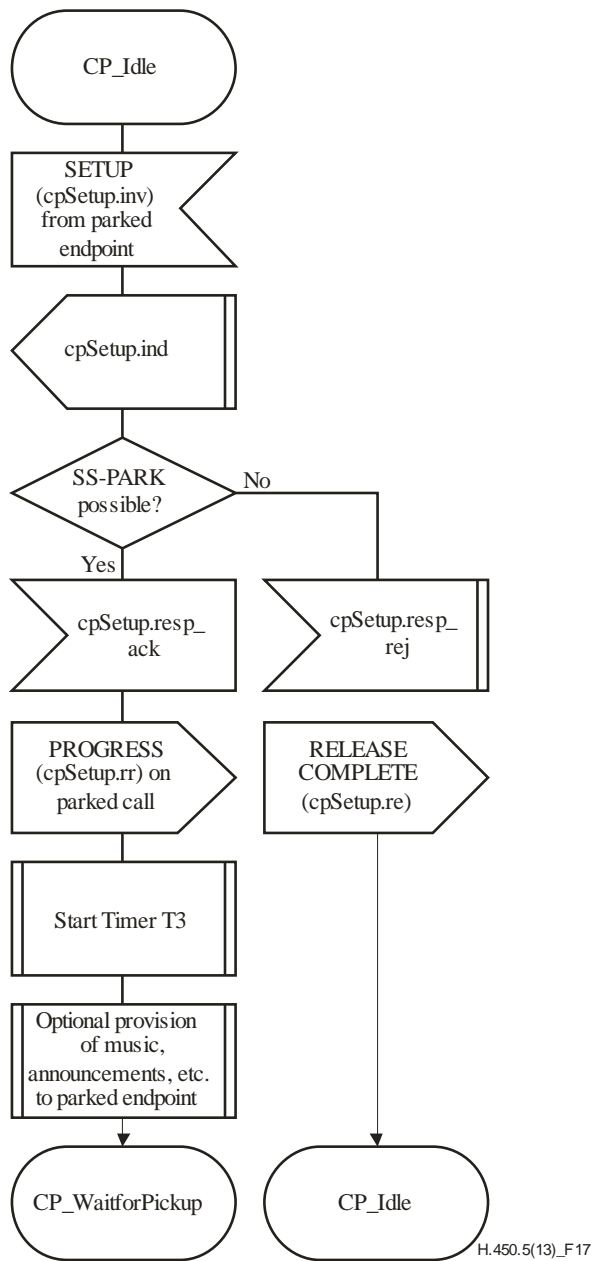 CP_Idle
SETUP
(cpSetup.inv)
from parked
endpoint
cpSetup.ind
SS-PARK
possible?
No
Yes
cpSetup.resp_
ack
cpSetup.resp_
rej
PROGRESS
(cpSetup.rr) on
parked call
RELEASE
COMPLETE
(cpSetup.re)
Start Timer T3
Optional provision
of music,
announcements, etc.
to parked endpoint
CP_WaitforPickup
CP_Idle
H.450.5(13)_F17